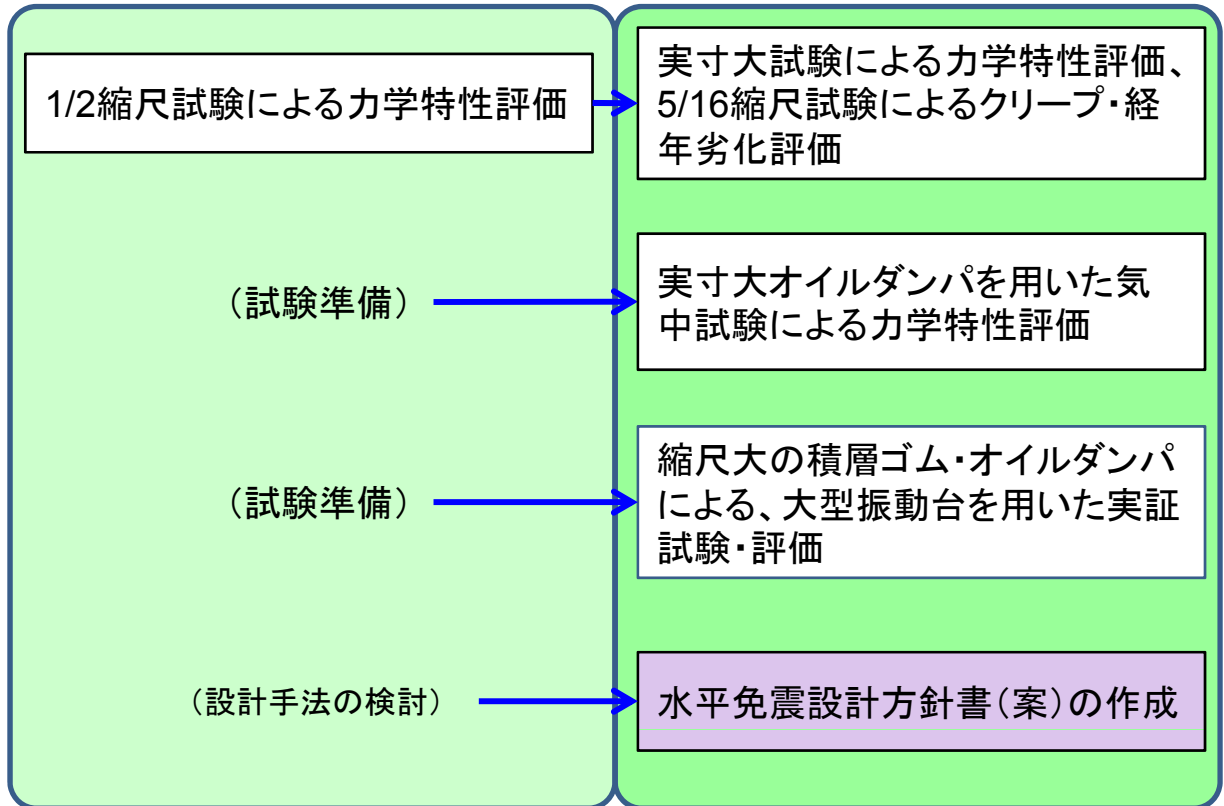 1/2縮尺試験による力学特性評価
実寸大試験による力学特性評価、
5/16縮尺試験によるクリープ・経
年劣化評価
（試験準備）
実寸大オイルダンパを用いた気
中試験による力学特性評価
（試験準備）
縮尺大の積層ゴム・オイルダンパ
による、大型振動台を用いた実証
試験・評価
（設計手法の検討）
水平免震設計方針書（案）の作成